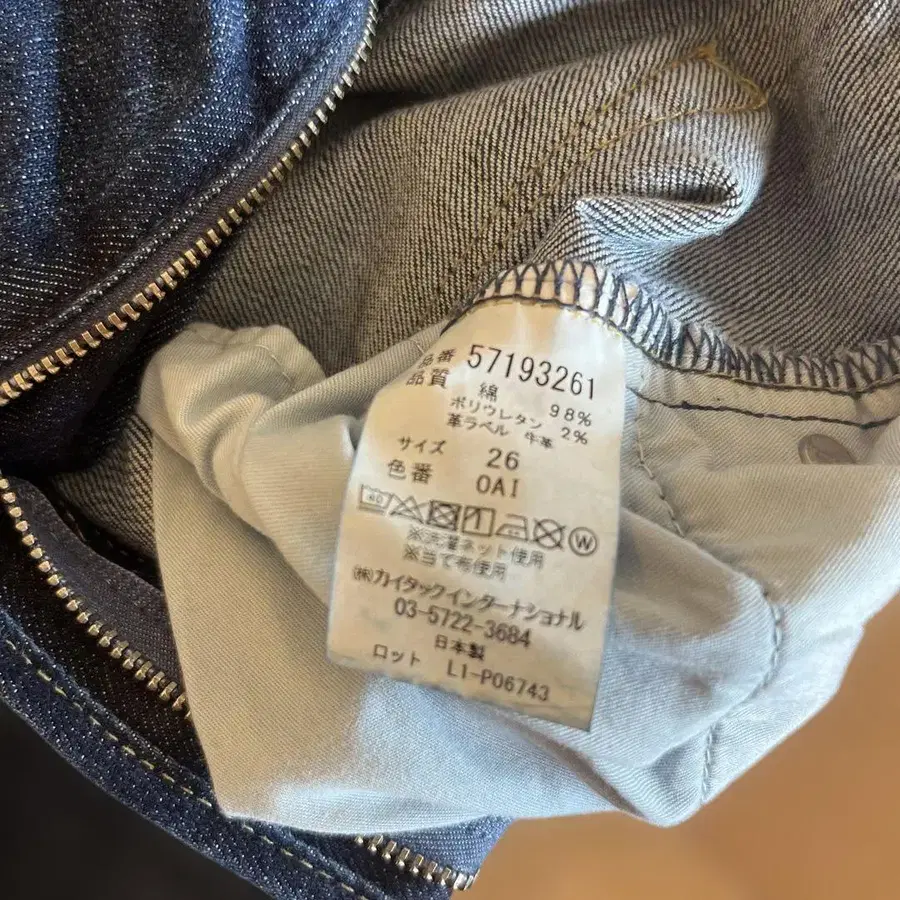 品番 57193261
品質 綿 98%
ポリウレタン 2%
革ラベル 牛革
サイズ 26
色番 0AI
40 1 W
※洗濯ネット使用
※当て布使用
㈱カイタックインターナショナル
03-5722-3684
日本製
ロット L1-P06743